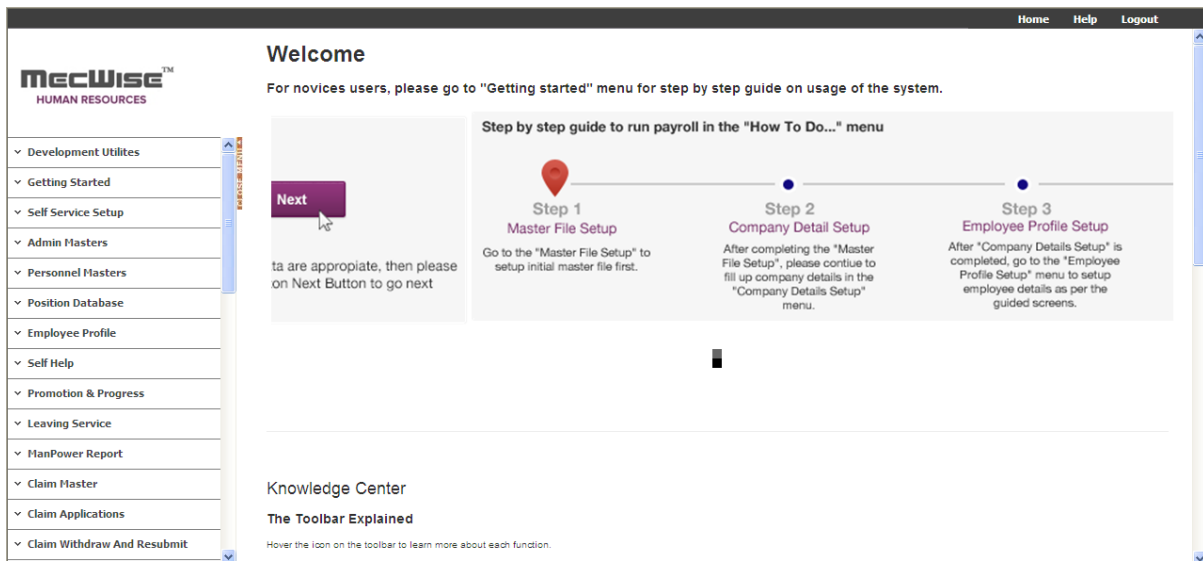 Home Help Logout
MECWISE™
HUMAN RESOURCES
Development Utilites
Getting Started
Self Service Setup
Admin Masters
Personnel Masters
Position Database
Employee Profile
Self Help
Promotion & Progress
Leaving Service
ManPower Report
Claim Master
Claim Applications
Claim Withdraw And Resubmit
CLOSE MENU
Welcome
For novices users, please go to "Getting started" menu for step by step guide on usage of the system.
Next
ta are appropiate, then please
on Next Button to go next
Step by step guide to run payroll in the "How To Do..." menu
Step 1
Master File Setup
Go to the "Master File Setup" to
setup initial master file first.
Step 2
Company Detail Setup
After completing the "Master
File Setup", please contiue to
fill up company details in the
"Company Details Setup"
menu.
Step 3
Employee Profile Setup
After "Company Details Setup" is
completed, go to the "Employee
Profile Setup" menu to setup
employee details as per the
guided screens.
Knowledge Center
The Toolbar Explained
Hover the icon on the toolbar to learn more about each function.